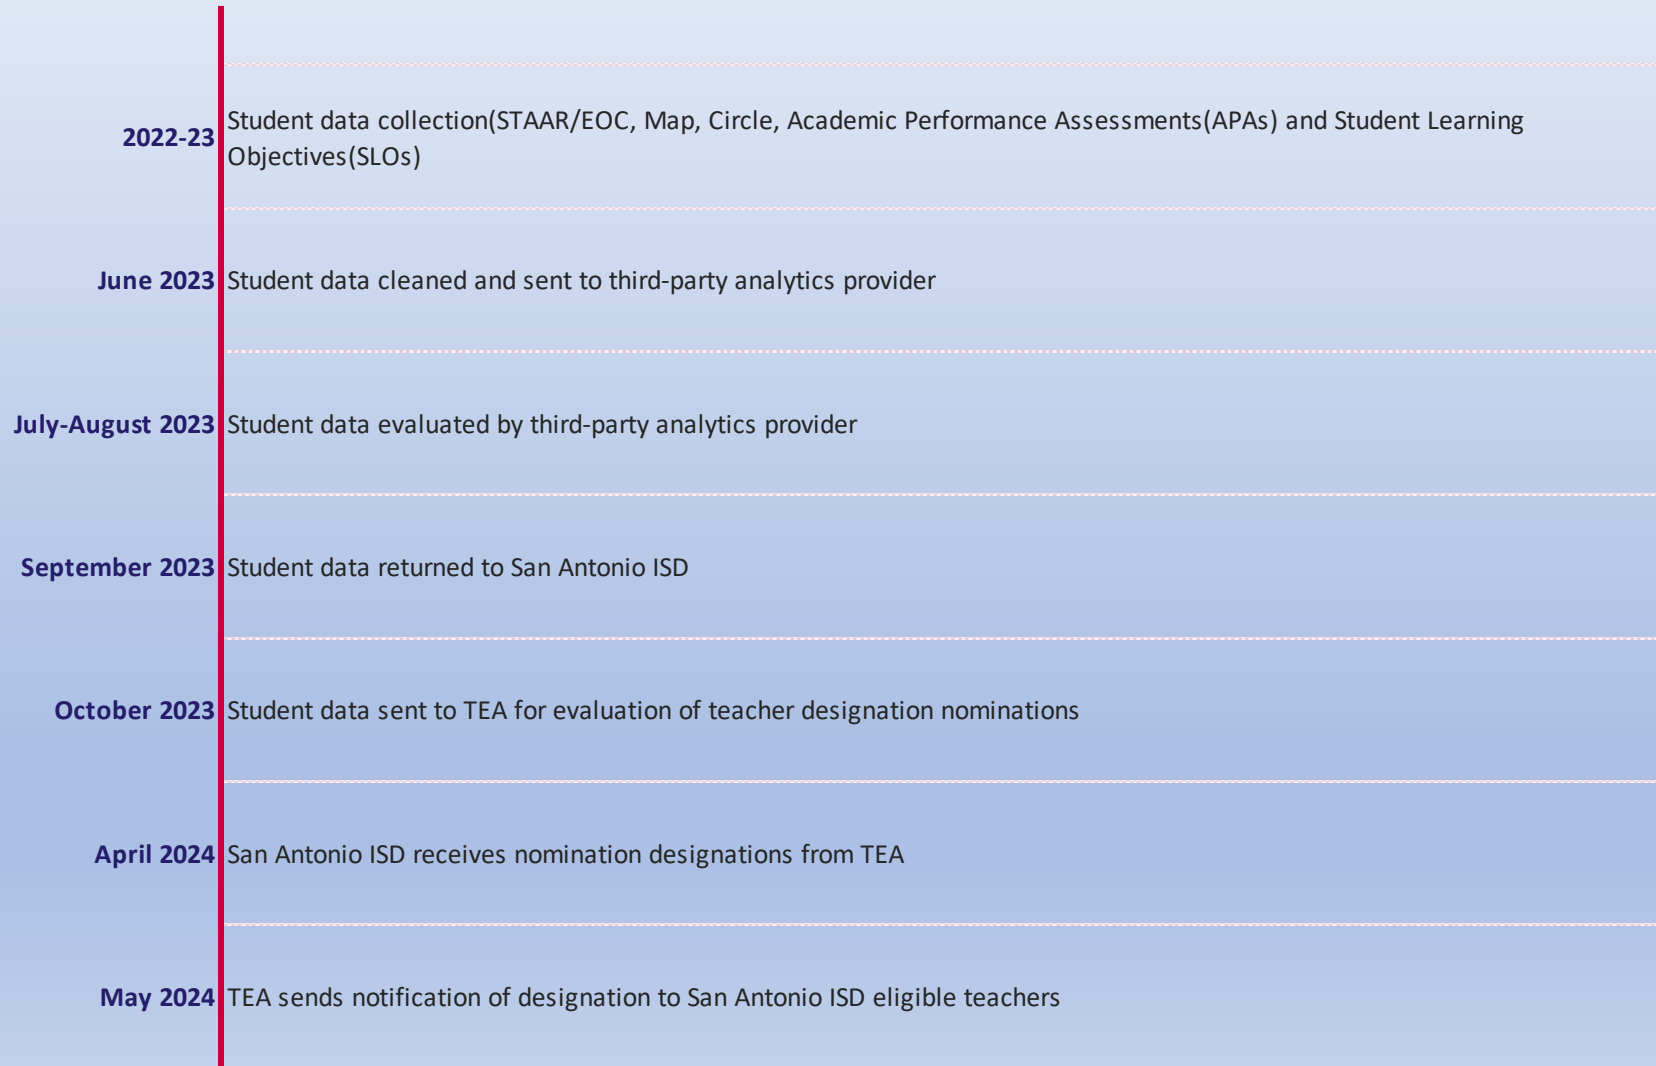 2022-23
Student data collection(STAAR/EOC, Map, Circle, Academic Performance Assessments(APAs) and Student Learning
Objectives(SLOs)
June 2023
Student data cleaned and sent to third-party analytics provider
July-August 2023
Student data evaluated by third-party analytics provider
September 2023
Student data returned to San Antonio ISD
October 2023
Student data sent to TEA for evaluation of teacher designation nominations
April 2024
San Antonio ISD receives nomination designations from TEA
May 2024
TEA sends notification of designation to San Antonio ISD eligible teachers